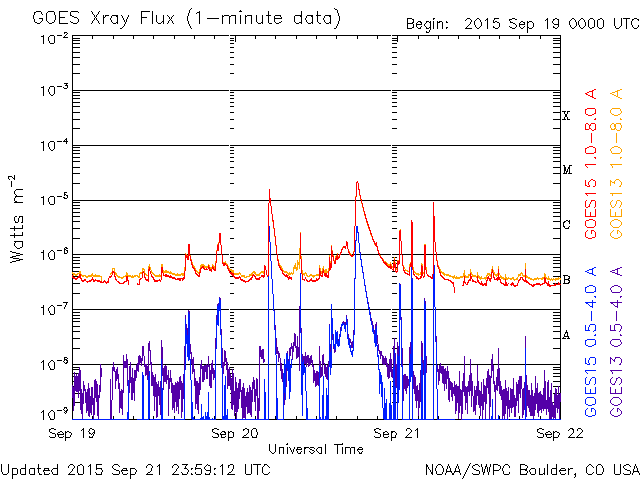 GOES Xray Flux (1-minute data)
Begin: 2015 Sep 19 0000 UTC
10-2
10-3
10-4
10-5
10-6
10-7
10-8
10-9
Watts m-2
X
M
C
B
A
GOES15 1.0-8.0 A
GOES13 1.0-8.0 A
GOES15 0.5-4.0 A
GOES13 0.5-4.0 A
Sep 19
Sep 20
Sep 21
Sep 22
Universal Time
Updated 2015 Sep 21 23:59:12 UTC
NOAA/SWPC Boulder, CO USA